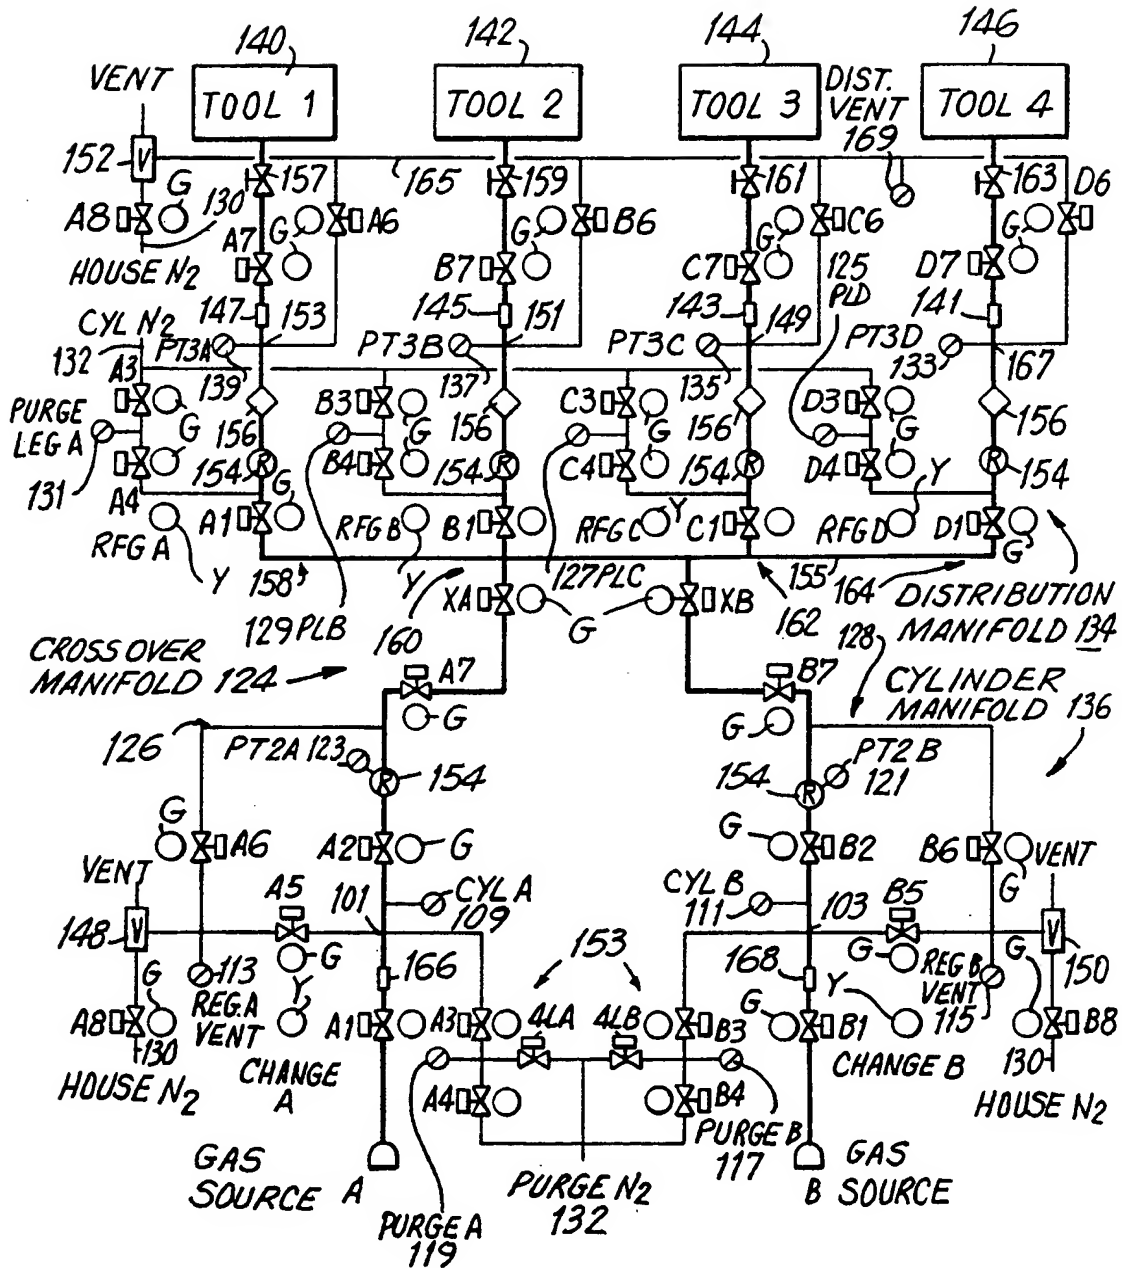 140 142 144 146
VENT
TOOL 1 TOOL 2 TOOL 3 DIST. VENT 169 TOOL 4
152 V
157 165 159 161 163 D6
G 130
A8 G A6 G B6 G C6 G
A7 B7 C7 125 PLD D7
HOUSE N2
147 153 145 151 143 149 141
CYL N2
132 PT3A PT3B PT3C PT3D
139 137 135 133 167
A3 B3 C3 D3
PURGE LEG A G 156 G 156 G 156 G 156
131 A4 154 R G B4 154 R C4 154 R D4 Y R 154
RFG A A1 RFG B B1 RFG C Y C1 RFG D D1 G
Y 158 Y 127 PLC 155 164
129 PLB 160 XA G XB 162 DISTRIBUTION MANIFOLD 134
CROSS OVER MANIFOLD 124 A7 B7 128 CYLINDER MANIFOLD 136
G G
126 PT2A 123 PT2B 121
R 154 154 R
G A6 A2 G G B2 B6 G
VENT A5 CYL A 109 CYL B 111 B5 VENT
101 103
148 V G 166 153 168 G G V 150
113 REG.A VENT Y Y REG B VENT 115
G A8 A1 A3 4LA 4LB B3 G B1 B8
130 130
HOUSE N2 CHANGE A CHANGE B HOUSE N2
A4 B4
PURGE B 117
GAS SOURCE A PURGE N2 132 B GAS SOURCE
PURGE A 119